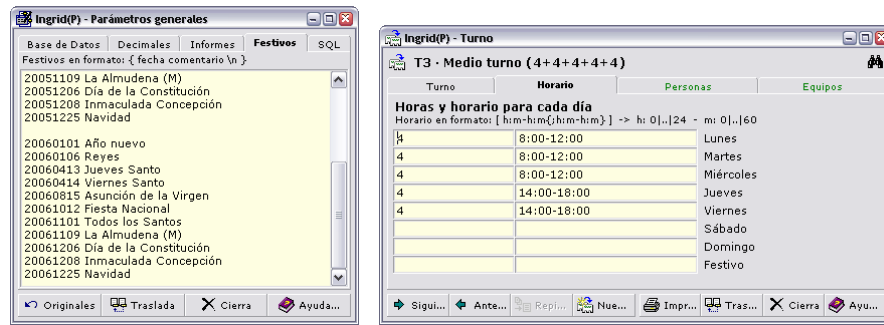 Ingrid(P) - Parámetros generales
Base de Datos Decimales Informes Festivos SQL
Festivos en formato: { fecha comentario \n }
20051109 La Almudena (M)
20051206 Día de la Constitución
20051208 Inmaculada Concepción
20051225 Navidad
20060101 Año nuevo
20060106 Reyes
20060413 Jueves Santo
20060414 Viernes Santo
20060815 Asunción de la Virgen
20061012 Fiesta Nacional
20061101 Todos los Santos
20061109 La Almudena (M)
20061206 Día de la Constitución
20061208 Inmaculada Concepción
20061225 Navidad
Originales Traslada Cierra Ayuda...
Ingrid(P) - Turno
T3 · Medio turno (4+4+4+4+4)
Turno Horario Personas Equipos
Horas y horario para cada día
Horario en formato: [ h:m-h:m{;h:m-h:m} ] -> h: 0|..|24 - m: 0|..|60
4 8:00-12:00 Lunes
4 8:00-12:00 Martes
4 8:00-12:00 Miércoles
4 14:00-18:00 Jueves
4 14:00-18:00 Viernes
Sábado
Domingo
Festivo
Sigui... Ante... Repi... Nue... Impr... Tras... Cierra Ayu...